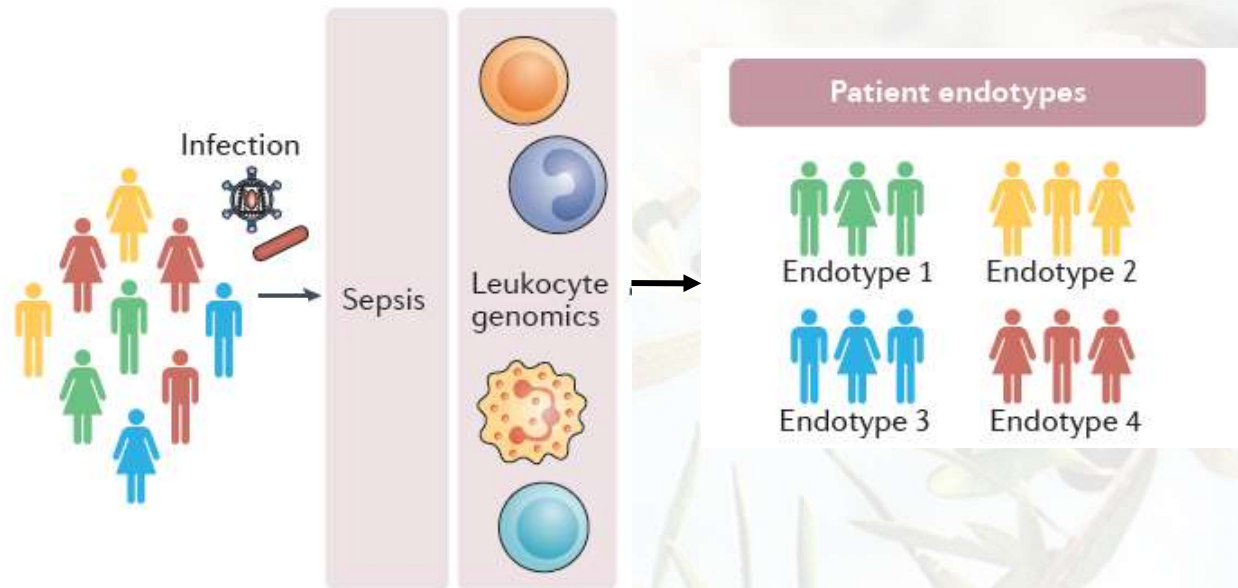 Infection
Sepsis
Leukocyte
genomics
Patient endotypes
Endotype 1
Endotype 2
Endotype 3
Endotype 4